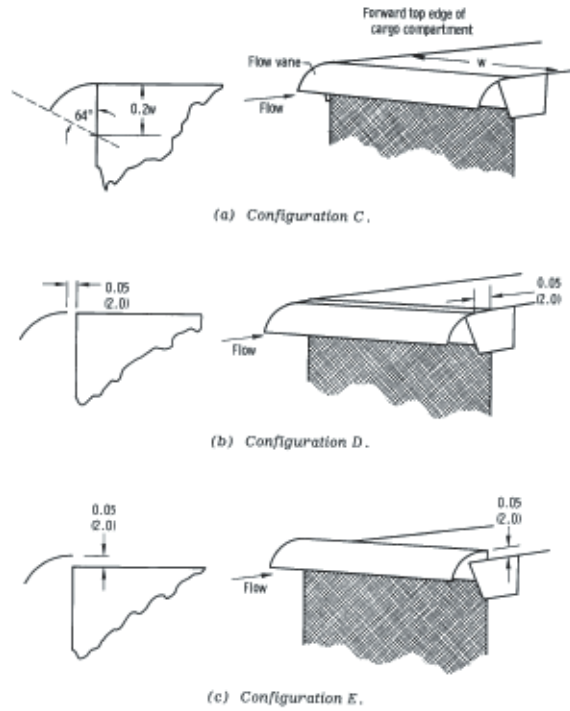 Forward top edge of
cargo compartment
Flow vane
w
Flow
64°
0.2w
(a) Configuration C.
0.05
(2.0)
0.05
(2.0)
Flow
(b) Configuration D.
0.05
(2.0)
0.05
(2.0)
Flow
(c) Configuration E.